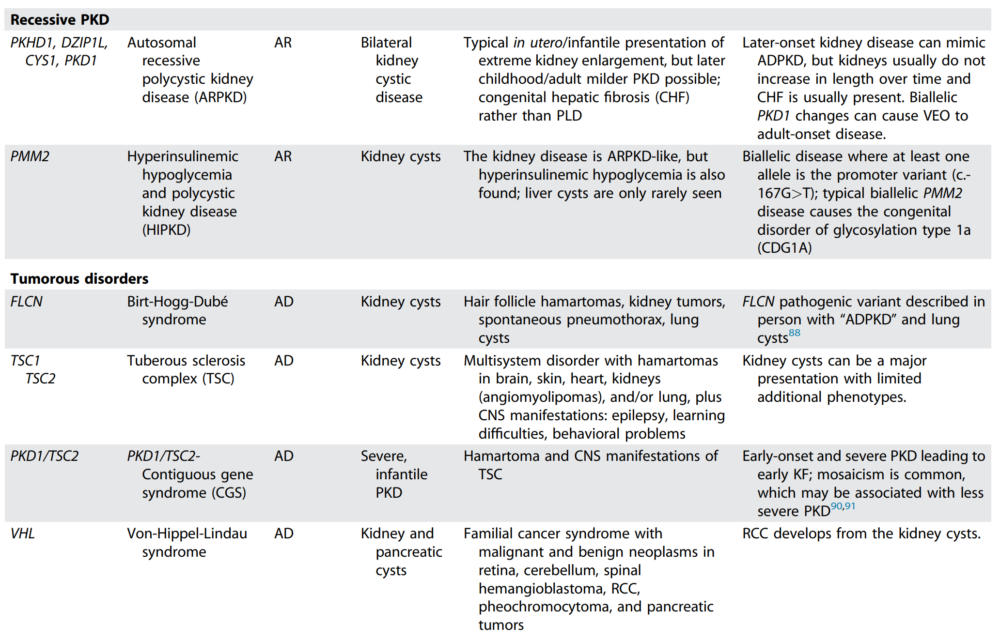 Recessive PKD
PKHD1, DZIP1L,
CYS1, PKD1
Autosomal
recessive
polycystic kidney
disease (ARPKD)
AR
Bilateral
kidney
cystic
disease
Typical in utero/infantile presentation of
extreme kidney enlargement, but later
childhood/adult milder PKD possible;
congenital hepatic fibrosis (CHF)
rather than PLD
Later-onset kidney disease can mimic
ADPKD, but kidneys usually do not
increase in length over time and
CHF is usually present. Biallelic
PKD1 changes can cause VEO to
adult-onset disease.
PMM2
Hyperinsulinemic
hypoglycemia
and polycystic
kidney disease
(HIPKD)
AR
Kidney cysts
The kidney disease is ARPKD-like, but
hyperinsulinemic hypoglycemia is also
found; liver cysts are only rarely seen
Biallelic disease where at least one
allele is the promoter variant (c.-
167G>T); typical biallelic PMM2
disease causes the congenital
disorder of glycosylation type 1a
(CDG1A)
Tumorous disorders
FLCN
Birt-Hogg-Dubé
syndrome
AD
Kidney cysts
Hair follicle hamartomas, kidney tumors,
spontaneous pneumothorax, lung
cysts
FLCN pathogenic variant described in
person with “ADPKD” and lung
cysts88
TSC1
TSC2
Tuberous sclerosis
complex (TSC)
AD
Kidney cysts
Multisystem disorder with hamartomas
in brain, skin, heart, kidneys
(angiomyolipomas), and/or lung, plus
CNS manifestations: epilepsy, learning
difficulties, behavioral problems
Kidney cysts can be a major
presentation with limited
additional phenotypes.
PKD1/TSC2
PKD1/TSC2-
Contiguous gene
syndrome (CGS)
AD
Severe,
infantile
PKD
Hamartoma and CNS manifestations of
TSC
Early-onset and severe PKD leading to
early KF; mosaicism is common,
which may be associated with less
severe PKD90,91
VHL
Von-Hippel-Lindau
syndrome
AD
Kidney and
pancreatic
cysts
Familial cancer syndrome with
malignant and benign neoplasms in
retina, cerebellum, spinal
hemangioblastoma, RCC,
pheochromocytoma, and pancreatic
tumors
RCC develops from the kidney cysts.